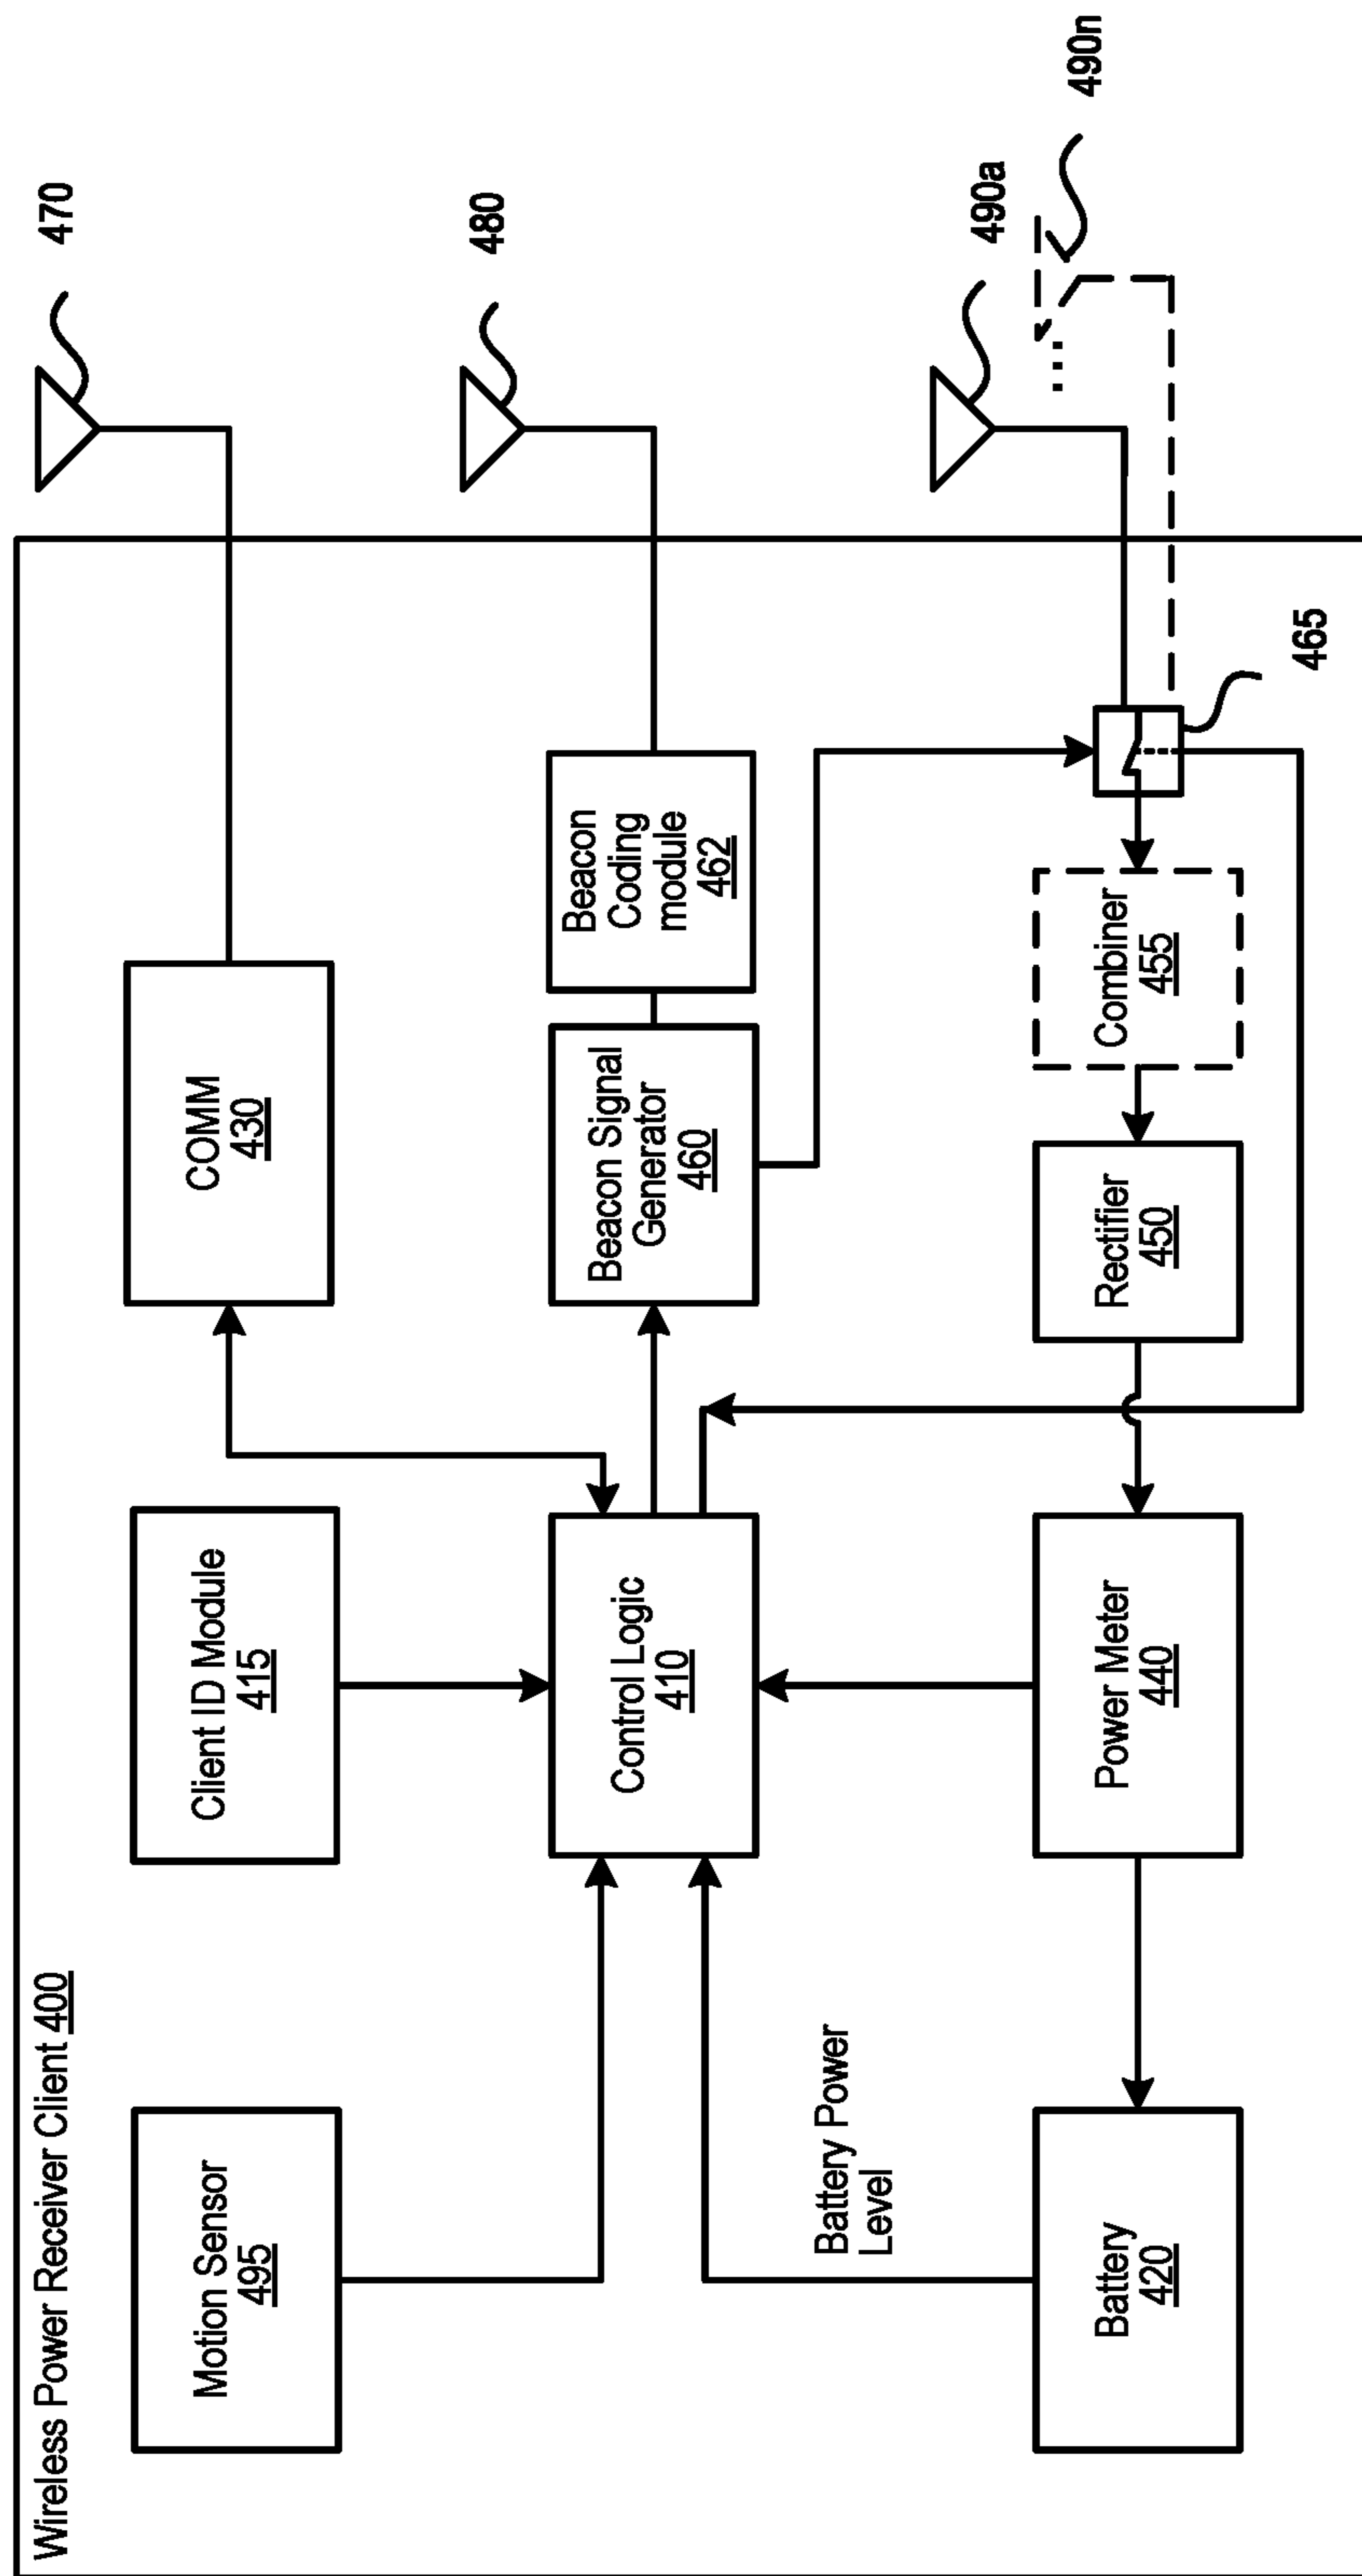 Wireless Power Receiver Client 400
Motion Sensor
495
Client ID Module
415
COMM
430
470
Control Logic
410
Beacon Signal
Generator
460
Beacon
Coding
module
462
480
Battery Power
Level
Battery
420
Power Meter
440
Rectifier
450
Combiner
455
465
490a
...
490n